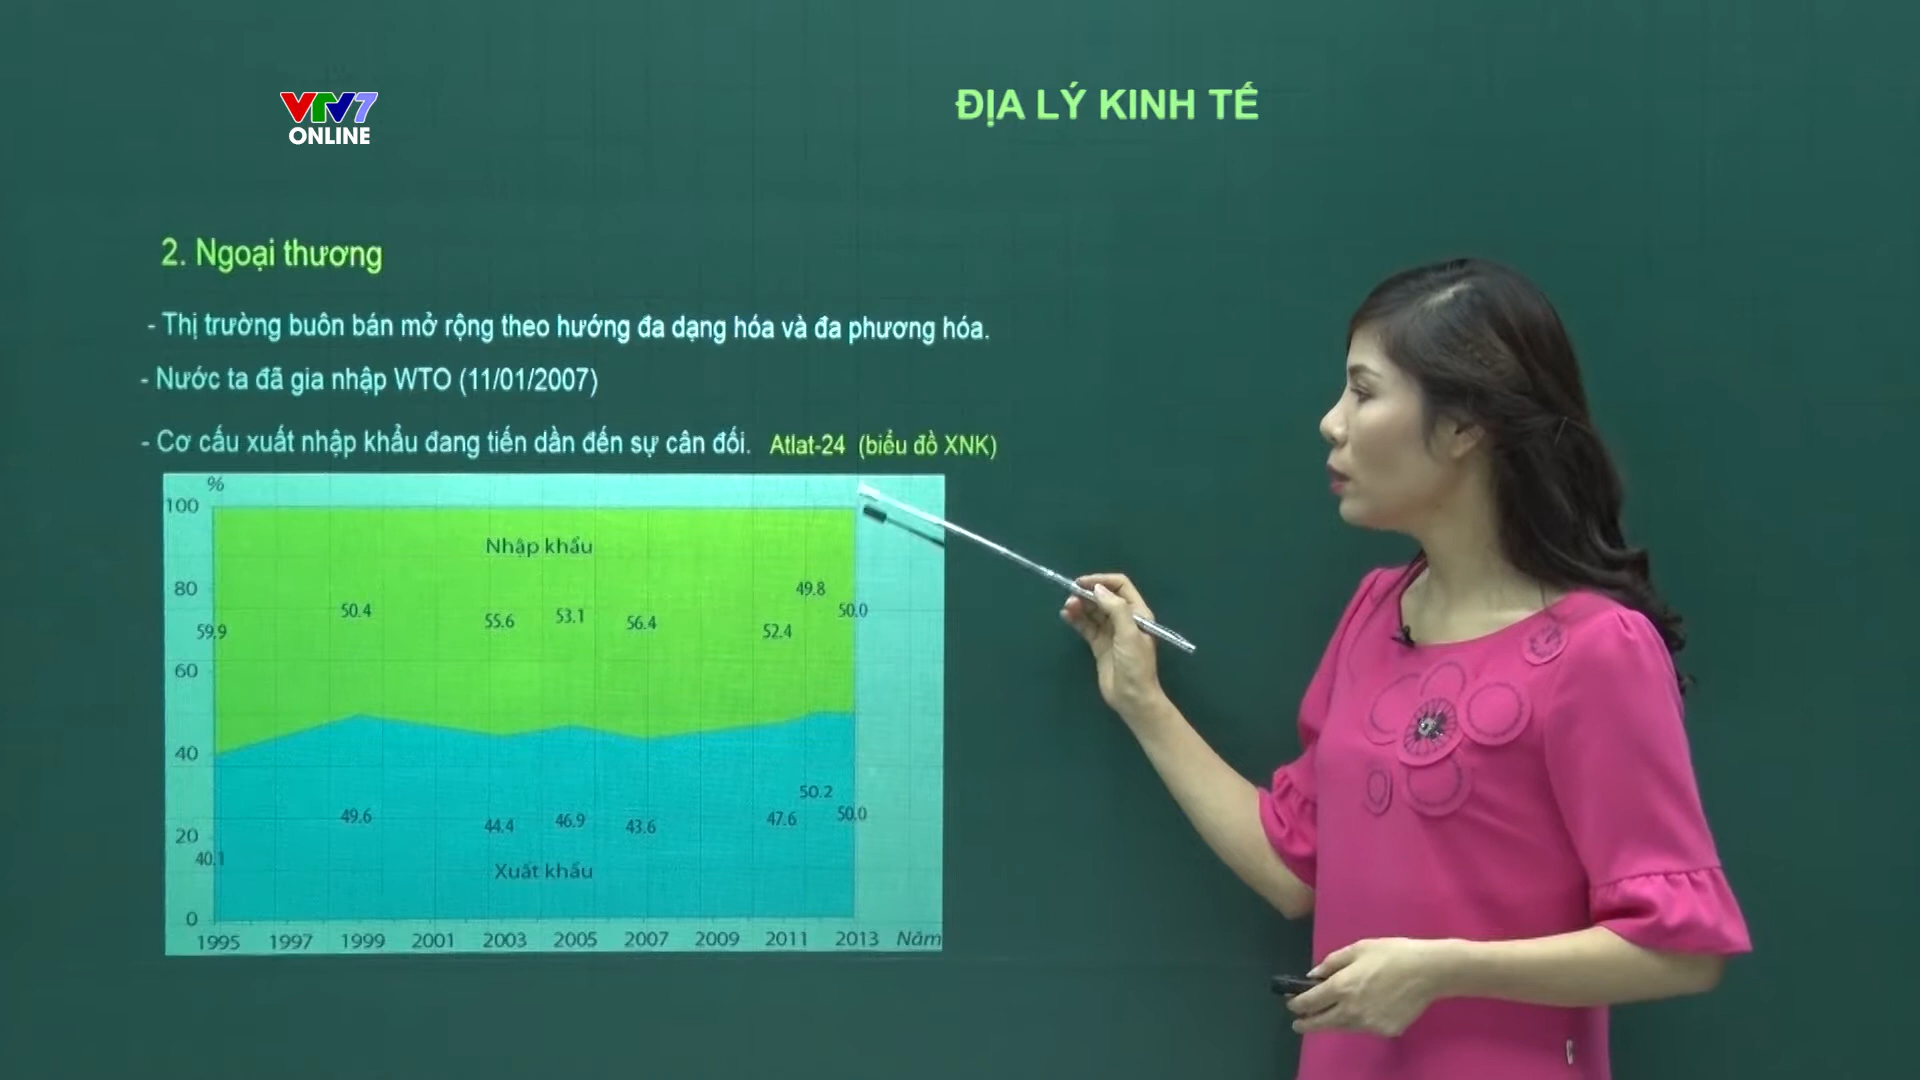 VTV7
ONLINE
ĐỊA LÝ KINH TẾ
2. Ngoại thương
- Thị trường buôn bán mở rộng theo hướng đa dạng hóa và đa phương hóa.
- Nước ta đã gia nhập WTO (11/01/2007)
- Cơ cấu xuất nhập khẩu đang tiến dần đến sự cân đối. Atlat-24 (biểu đồ XNK)
%
100
Nhập khẩu
80
49.8
59.9 50.4 55.6 53.1 56.4 52.4 50.0
60
40
50.2
49.6 44.4 46.9 43.6 47.6 50.0
20
40.1
Xuất khẩu
0
1995 1997 1999 2001 2003 2005 2007 2009 2011 2013 Năm